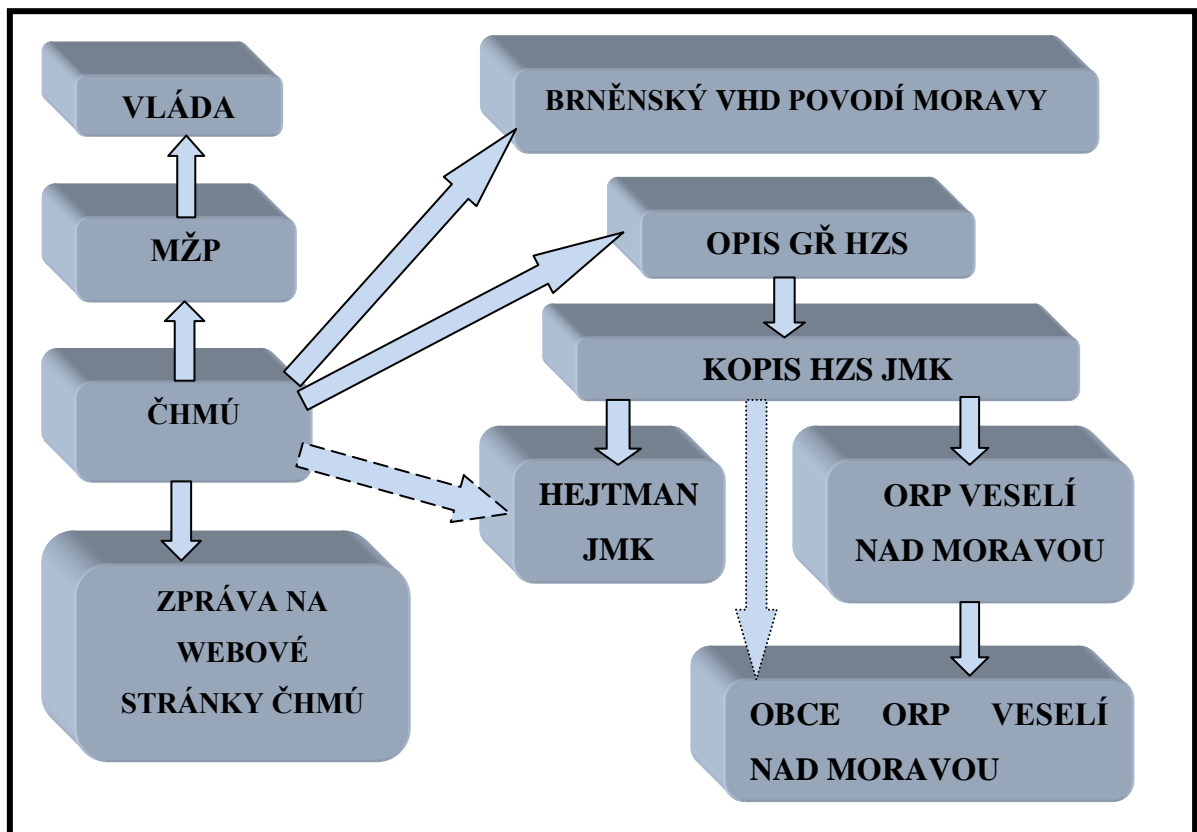 VLÁDA
BRNĚNSKÝ VHD POVODÍ MORAVY
MŽP
OPIS GŘ HZS
KOPIS HZS JMK
ČHMÚ
HEJTMAN
JMK
ORP VESELÍ
NAD MORAVOU
ZPRÁVA NA
WEBOVÉ
STRÁNKY ČHMÚ
OBCE ORP VESELÍ
NAD MORAVOU